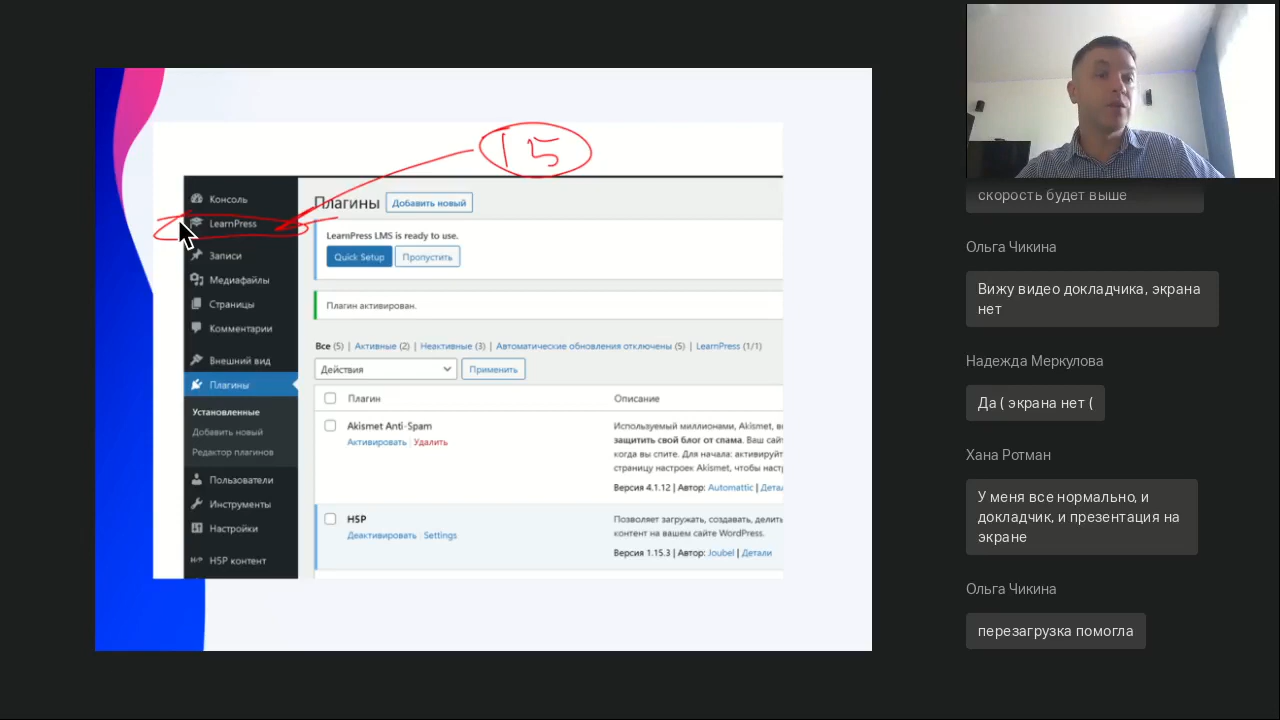 15
Консоль
LearnPress
Записи
Медиафайлы
Страницы
Комментарии
Внешний вид
Плагины
Установленные
Добавить новый
Редактор плагинов
Пользователи
Инструменты
Настройки
H-P H5P контент
Плагины Добавить новый
LearnPress LMS is ready to use.
Quick Setup Пропустить
Плагин активирован.
Все (5) | Активные (2) | Неактивные (3) | Автоматические обновления отключены (5) | LearnPress (1/1)
Действия Применить
Плагин Описание
Akismet Anti-Spam
Активировать | Удалить
Используемый миллионами, Akismet, в
защитить свой блог от спама. Ваш сай
когда вы спите. Для начала: активируйт
страницу настроек Akismet, чтобы наст
Версия 4.1.12 | Автор: Automattic | Дета
H5P
Деактивировать Settings
Позволяет загружать, создавать, делить
контент на вашем сайте WordPress.
Версия 1.15.3 | Автор: Joubel | Детали
скорость будет выше
Ольга Чикина
Вижу видео докладчика, экрана
нет
Надежда Меркулова
Да ( экрана нет (
Хана Ротман
У меня все нормально, и
докладчик, и презентация на
экране
Ольга Чикина
перезагрузка помогла